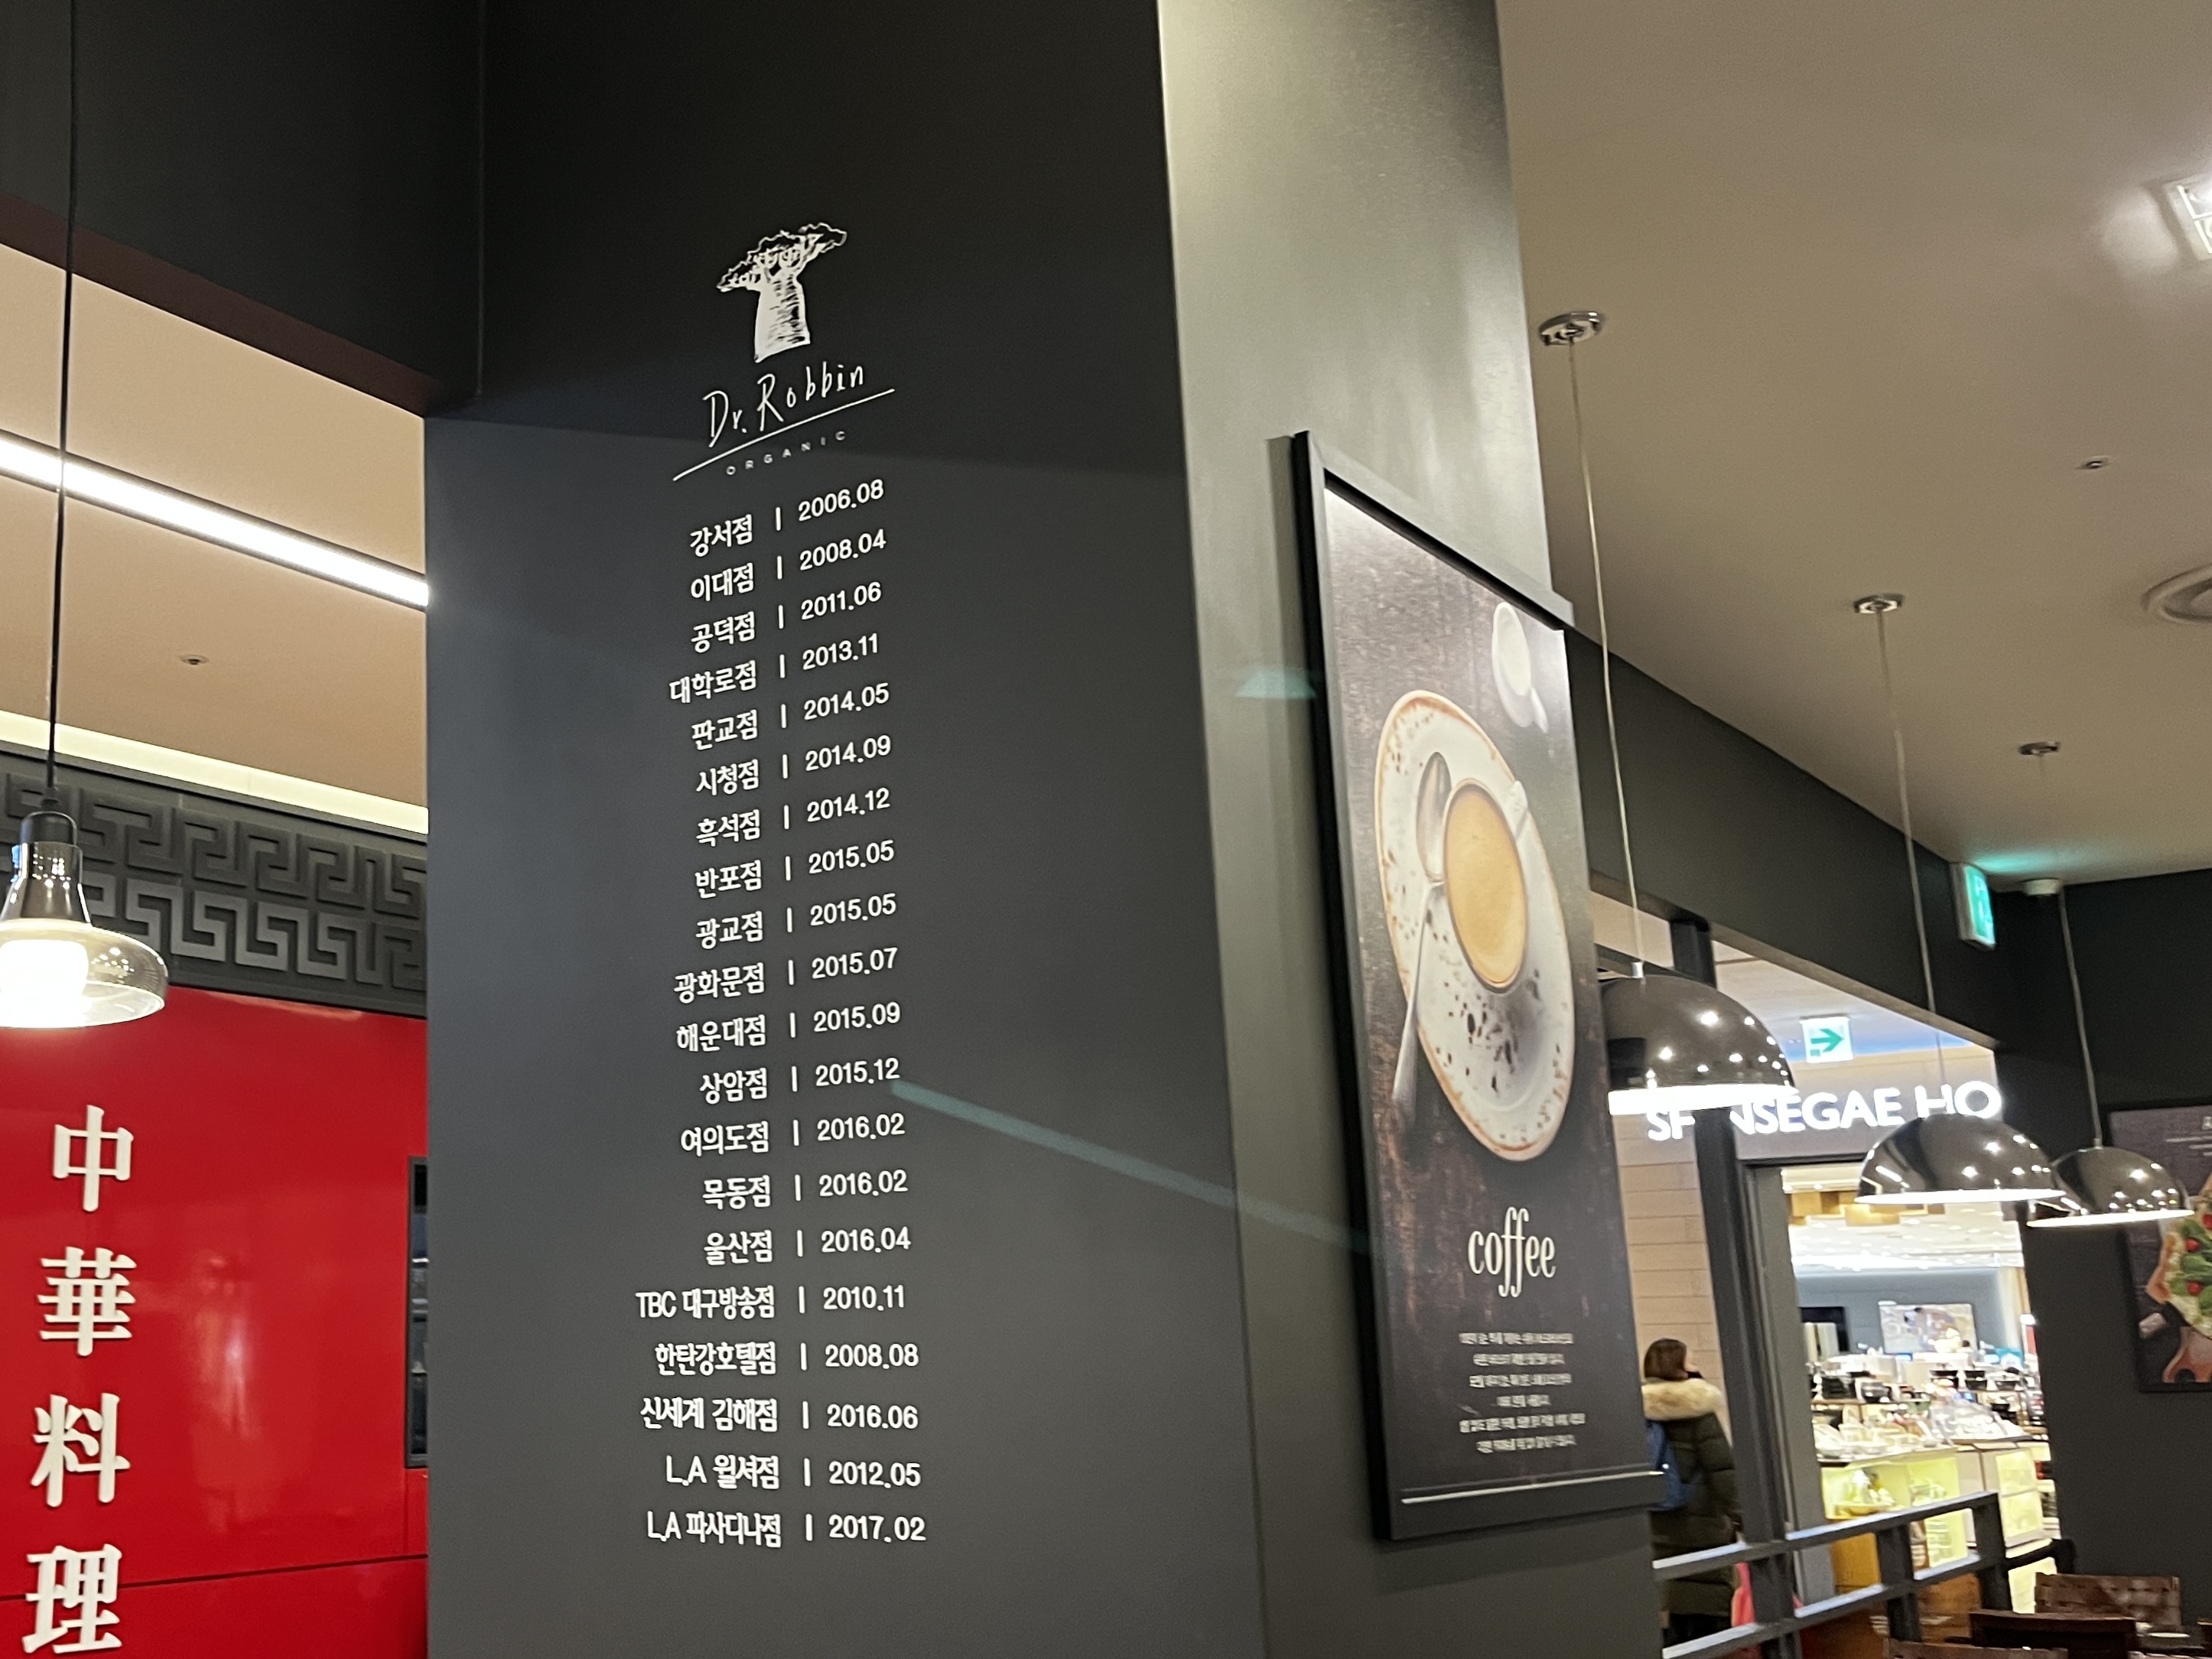 Dr. Robbin
ORGANIC
강서점 | 2006.08
이대점 | 2008.04
공덕점 | 2011.06
대학로점 | 2013.11
판교점 | 2014.05
시청점 | 2014.09
흑석점 | 2014.12
반포점 | 2015.05
광교점 | 2015.05
광화문점 | 2015.07
해운대점 | 2015.09
상암점 | 2015.12
여의도점 | 2016.02
목동점 | 2016.02
울산점 | 2016.04
TBC 대구방송점 | 2010.11
한탄강호텔점 | 2008.08
신세계 김해점 | 2016.06
L.A 윌셔점 | 2012.05
L.A 파사디나점 | 2017.02
中華料理
coffee
HO